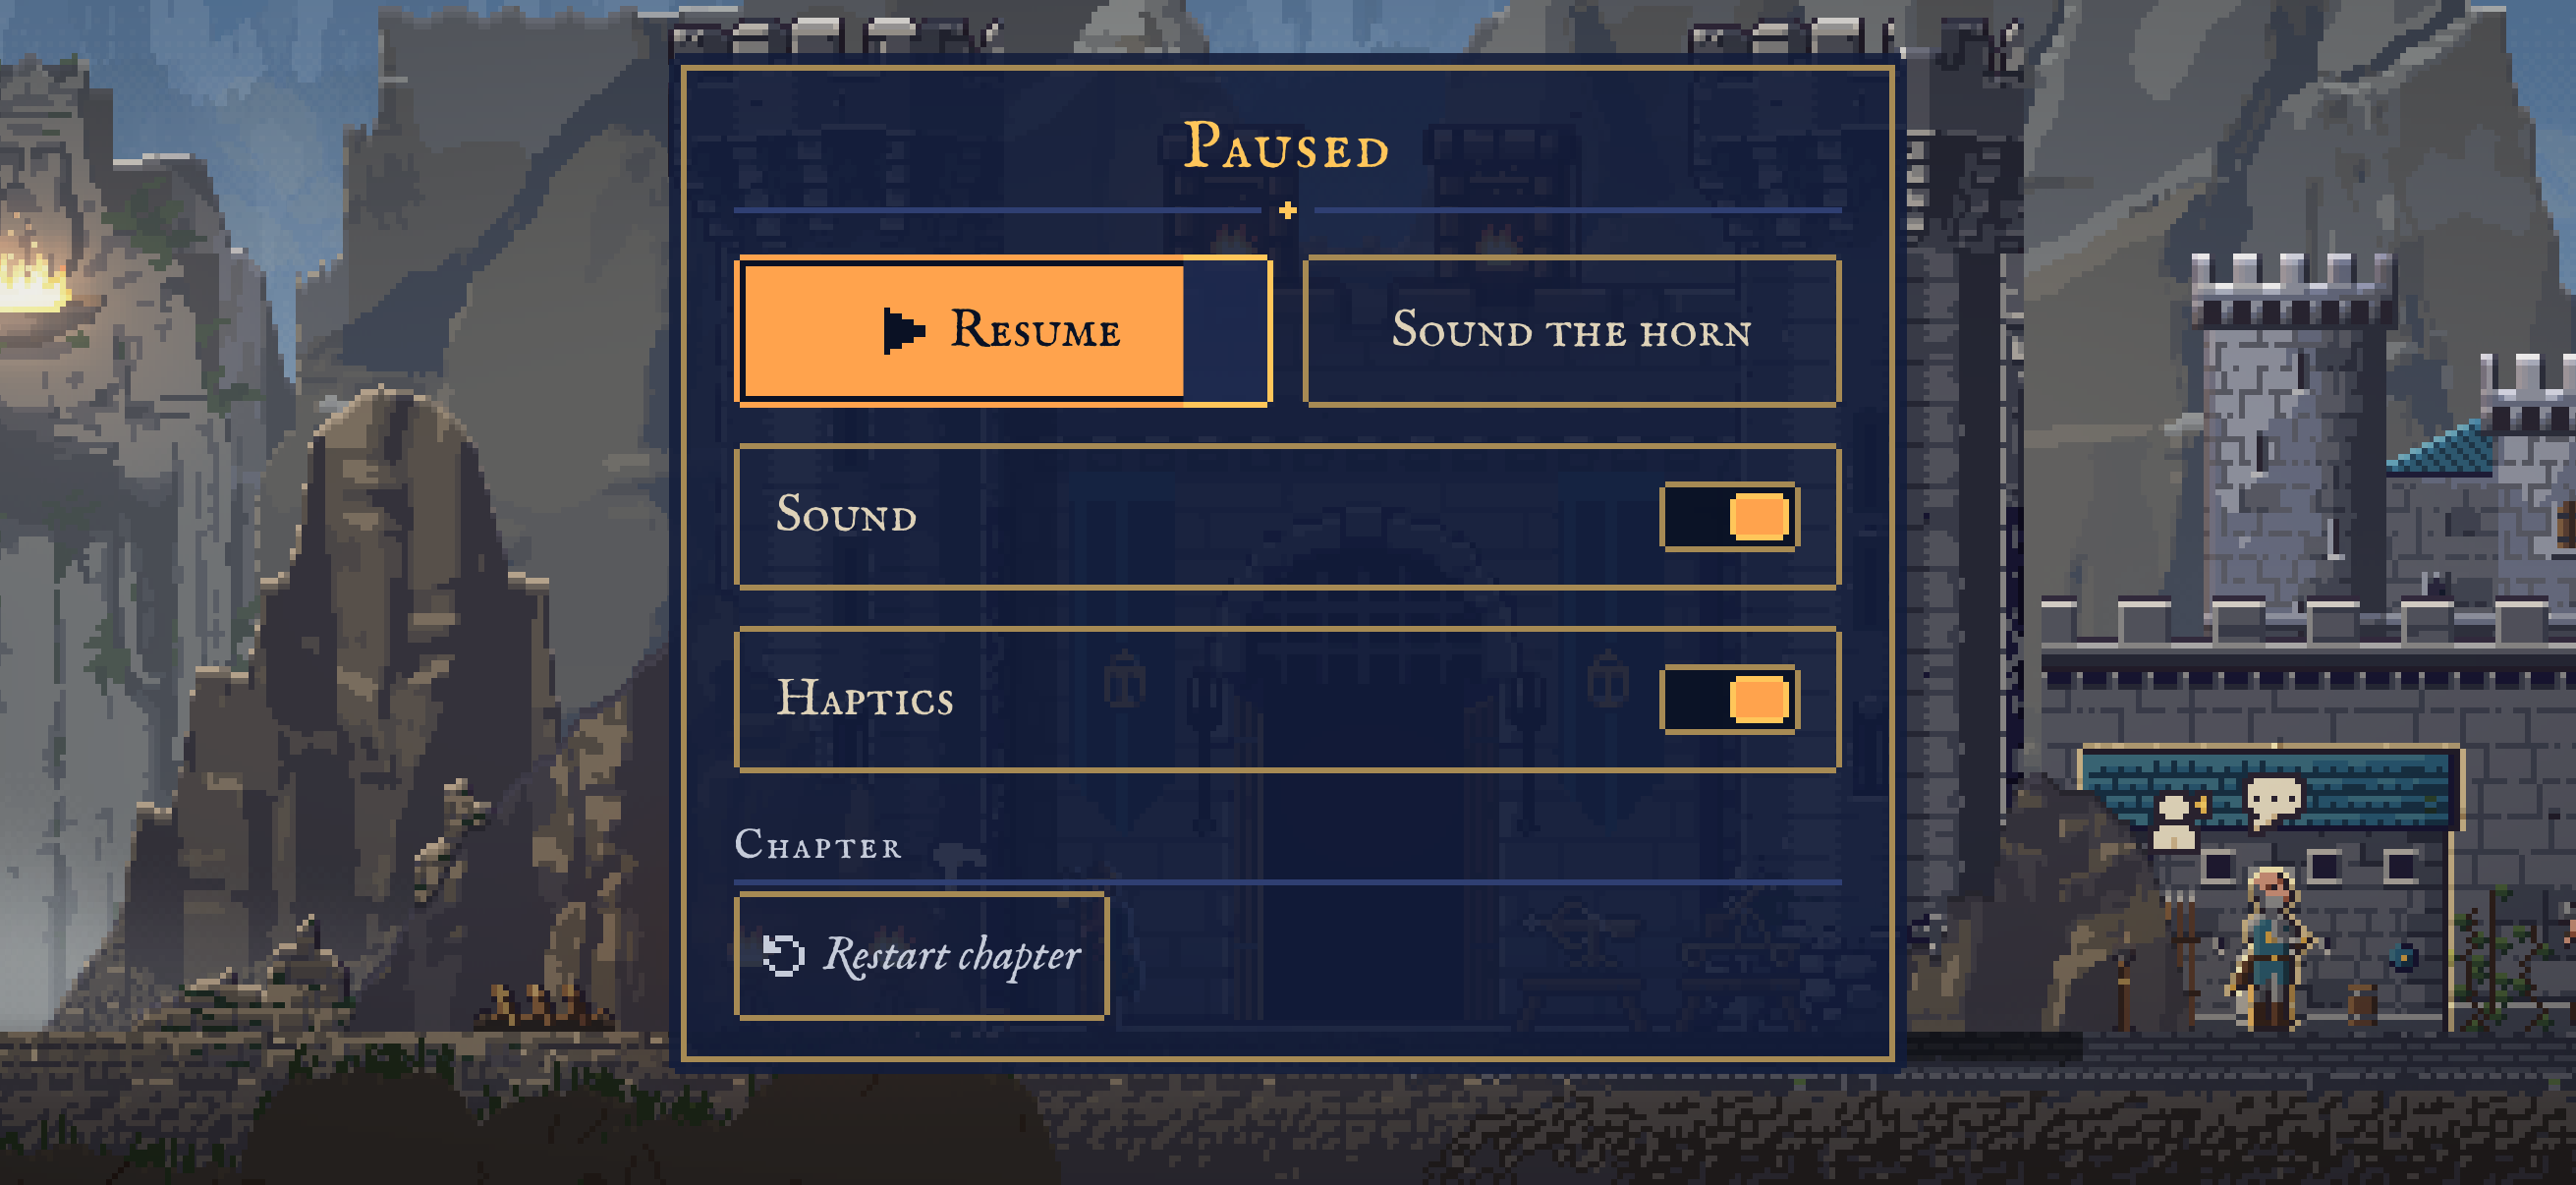 Paused
Resume
Sound the horn
Sound
Haptics
Chapter
Restart chapter